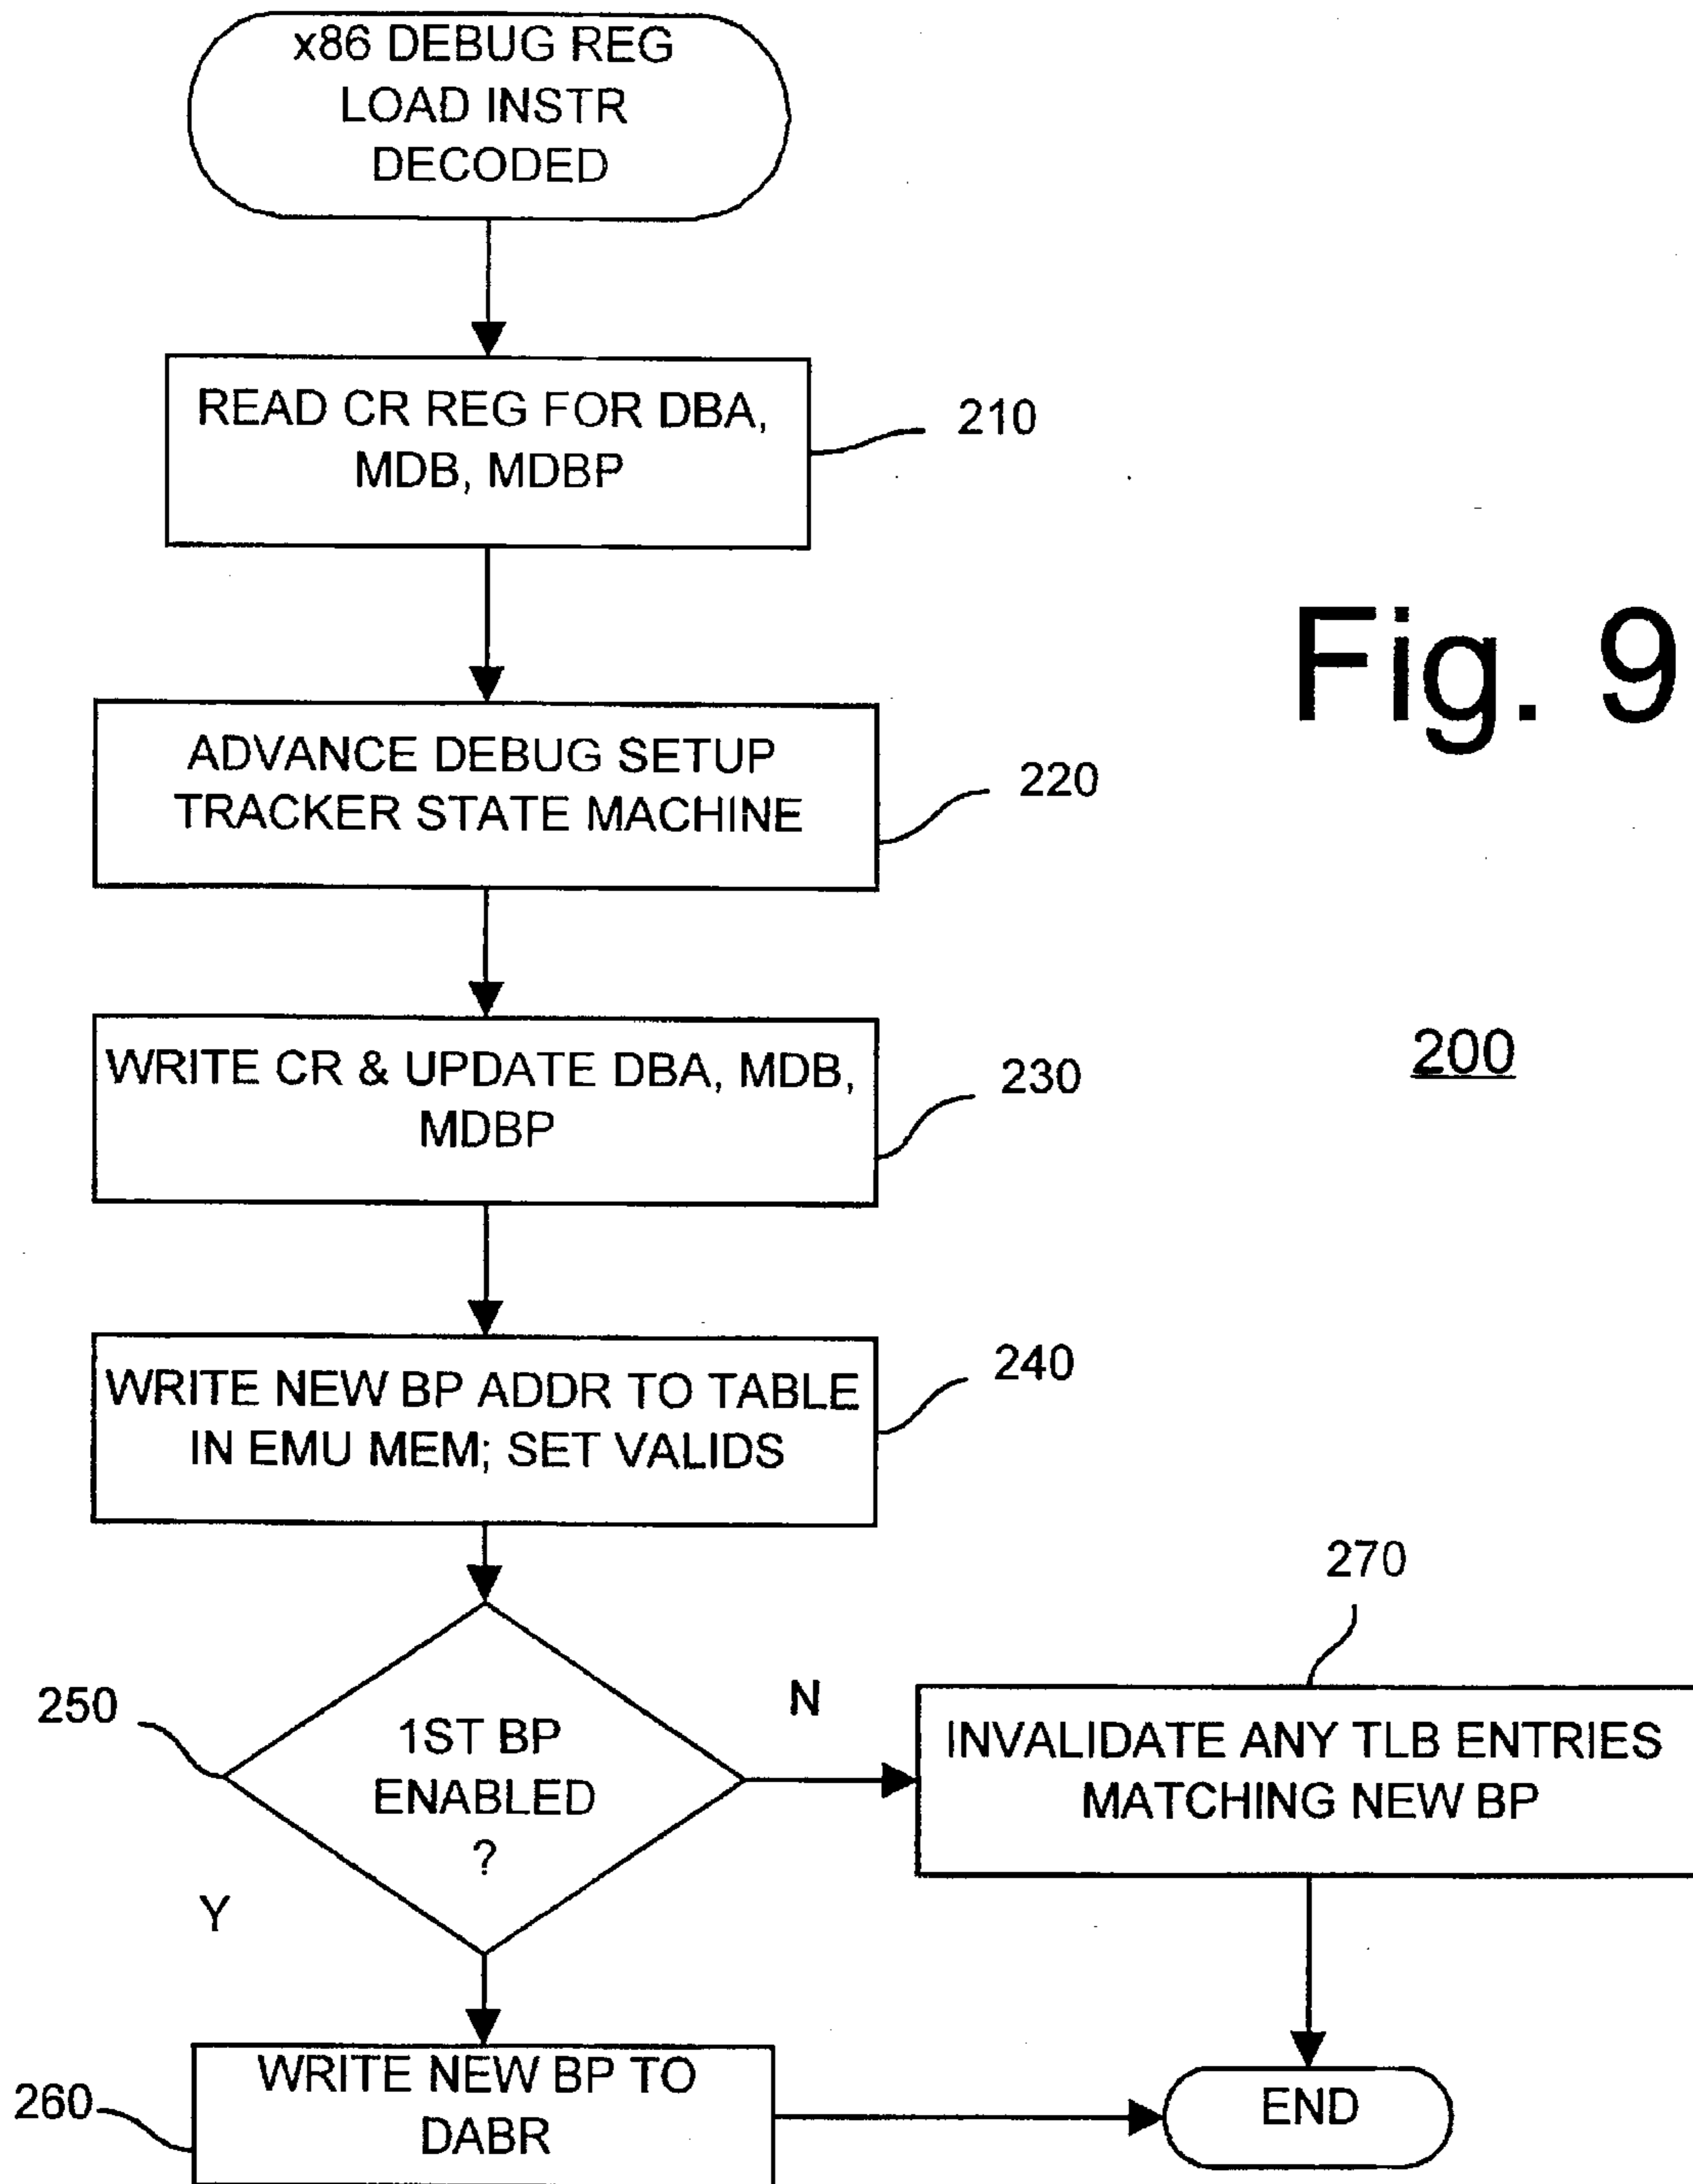 x86 DEBUG REG
LOAD INSTR
DECODED
READ CR REG FOR DBA,
MDB, MDBP
210
Fig. 9
ADVANCE DEBUG SETUP
TRACKER STATE MACHINE
220
WRITE CR & UPDATE DBA, MDB,
MDBP
230
200
WRITE NEW BP ADDR TO TABLE
IN EMU MEM; SET VALIDS
240
250
1ST BP
ENABLED
?
N
Y
270
INVALIDATE ANY TLB ENTRIES
MATCHING NEW BP
260
WRITE NEW BP TO
DABR
END